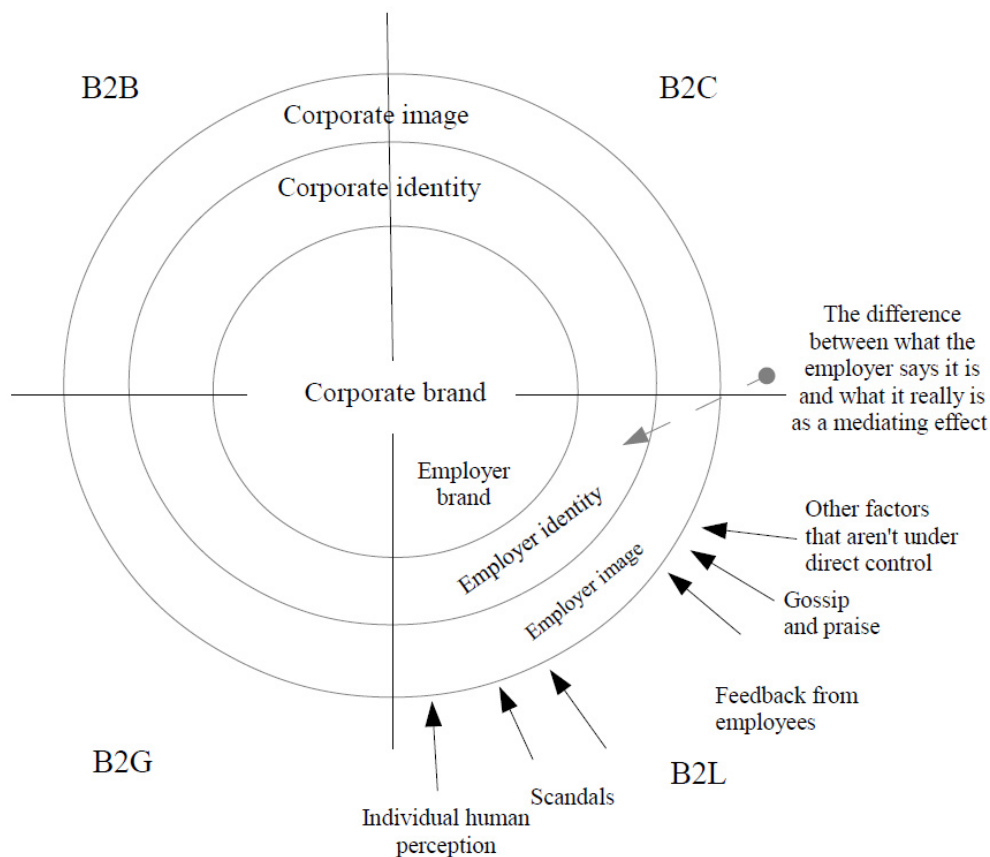 B2B
B2C
Corporate image
Corporate identity
The difference
between what the
employer says it is
and what it really is
as a mediating effect
Corporate brand
Employer
brand
Employer identity
Employer image
Other factors
that aren't under
direct control
Gossip
and praise
Feedback from
employees
B2G
B2L
Scandals
Individual human
perception